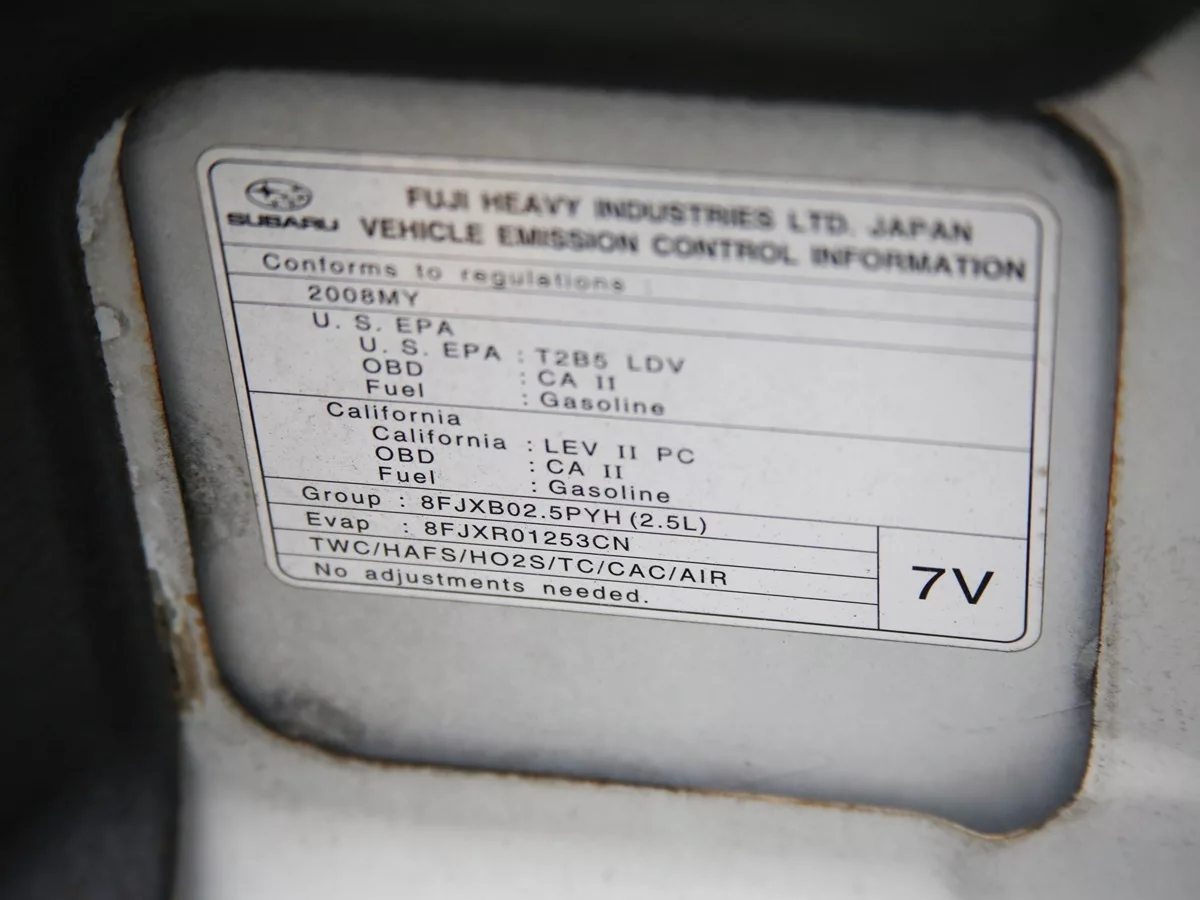 SUBARU
FUJI HEAVY INDUSTRIES LTD. JAPAN
VEHICLE EMISSION CONTROL INFORMATION
Conforms to regulations :
2008MY
U. S. EPA
U. S. EPA : T2B5 LDV
OBD : CA II
Fuel : Gasoline
California
California : LEV II PC
OBD : CA II
Fuel : Gasoline
Group : 8FJXB02.5PYH (2.5L)
Evap : 8FJXR01253CN
TWC/HAFS/HO2S/TC/CAC/AIR
No adjustments needed.
7V